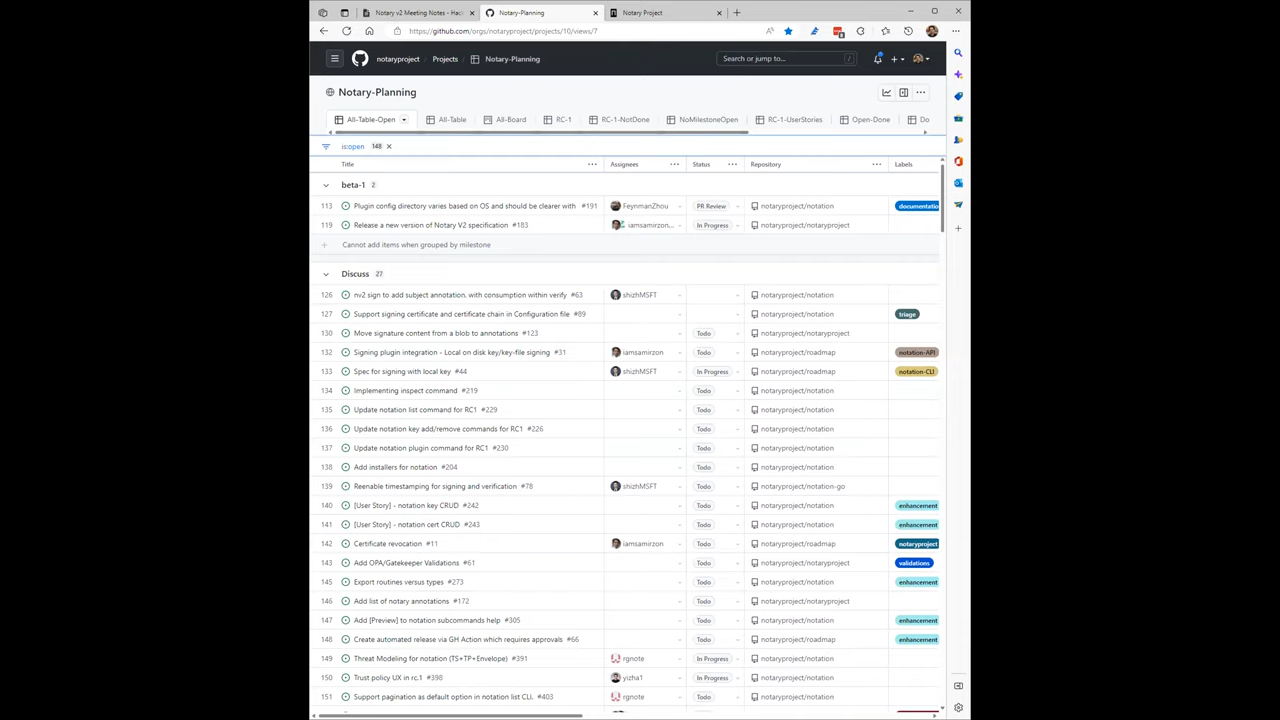 Notary v2 Meeting Notes - Hac
Notary-Planning
Notary Project
https://github.com/orgs/notaryproject/projects/10/views/7
notaryproject Projects Notary-Planning
Search or jump to... /
Notary-Planning
All-Table-Open All-Table All-Board RC-1 RC-1-NotDone NoMilestoneOpen RC-1-UserStories Open-Done Do
is:open 148
Title Assignees Status Repository Labels
beta-1 2
113 Plugin config directory varies based on OS and should be clearer with #191 FeynmanZhou PR Review notaryproject/notation documentatio
119 Release a new version of Notary V2 specification #183 iamsamirzon... In Progress notaryproject/notaryproject
Cannot add items when grouped by milestone
Discuss 27
126 nv2 sign to add subject annotation, with consumption within verify #63 shizhMSFT notaryproject/notation
127 Support signing certificate and certificate chain in Configuration file #89 notaryproject/notation triage
130 Move signature content from a blob to annotations #123 Todo notaryproject/notaryproject
132 Signing plugin integration - Local on disk key/key-file signing #31 iamsamirzon Todo notaryproject/roadmap notation-API
133 Spec for signing with local key #44 shizhMSFT In Progress notaryproject/roadmap notation-CLI
134 Implementing inspect command #219 Todo notaryproject/notation
135 Update notation list command for RC1 #229 Todo notaryproject/notation
136 Update notation key add/remove commands for RC1 #226 Todo notaryproject/notation
137 Update notation plugin command for RC1 #230 Todo notaryproject/notation
138 Add installers for notation #204 Todo notaryproject/notation
139 Reenable timestamping for signing and verification #78 shizhMSFT Todo notaryproject/notation-go
140 [User Story] - notation key CRUD #242 Todo notaryproject/notation enhancement
141 [User Story] - notation cert CRUD #243 Todo notaryproject/notation enhancement
142 Certificate revocation #11 iamsamirzon Todo notaryproject/roadmap notaryproject
143 Add OPA/Gatekeeper Validations #61 Todo notaryproject/notaryproject validations
145 Export routines versus types #273 Todo notaryproject/notation enhancement
146 Add list of notary annotations #172 Todo notaryproject/notaryproject
147 Add [Preview] to notation subcommands help #305 Todo notaryproject/notation enhancement
148 Create automated release via GH Action which requires approvals #66 Todo notaryproject/roadmap enhancement
149 Threat Modeling for notation (TS+TP+Envelope) #391 rgnote In Progress notaryproject/notation
150 Trust policy UX in rc.1 #398 yizha1 In Progress notaryproject/notation
151 Support pagination as default option in notation list CLI. #403 rgnote Todo notaryproject/notation